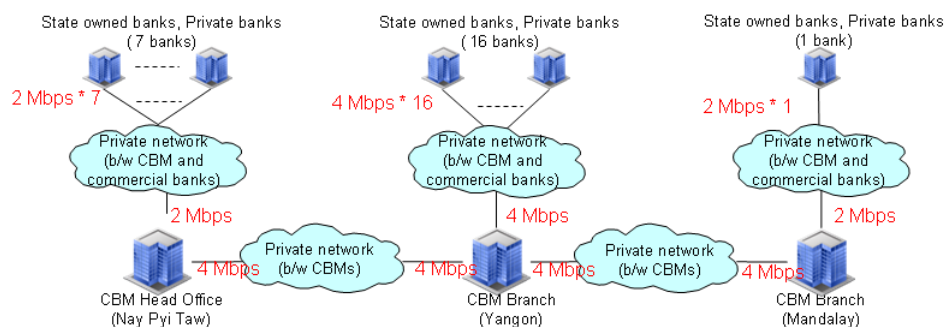 State owned banks, Private banks
( 7 banks)
2 Mbps * 7
Private network
(b/w CBM and
commercial banks)
2 Mbps
CBM Head Office
(Nay Pyi Taw)
4 Mbps
Private network
(b/w CBMs)
4 Mbps
State owned banks, Private banks
( 16 banks)
4 Mbps * 16
Private network
(b/w CBM and
commercial banks)
4 Mbps
CBM Branch
(Yangon)
4 Mbps
Private network
(b/w CBMs)
4 Mbps
State owned banks, Private banks
(1 bank)
2 Mbps * 1
Private network
(b/w CBM and
commercial banks)
2 Mbps
CBM Branch
(Mandalay)